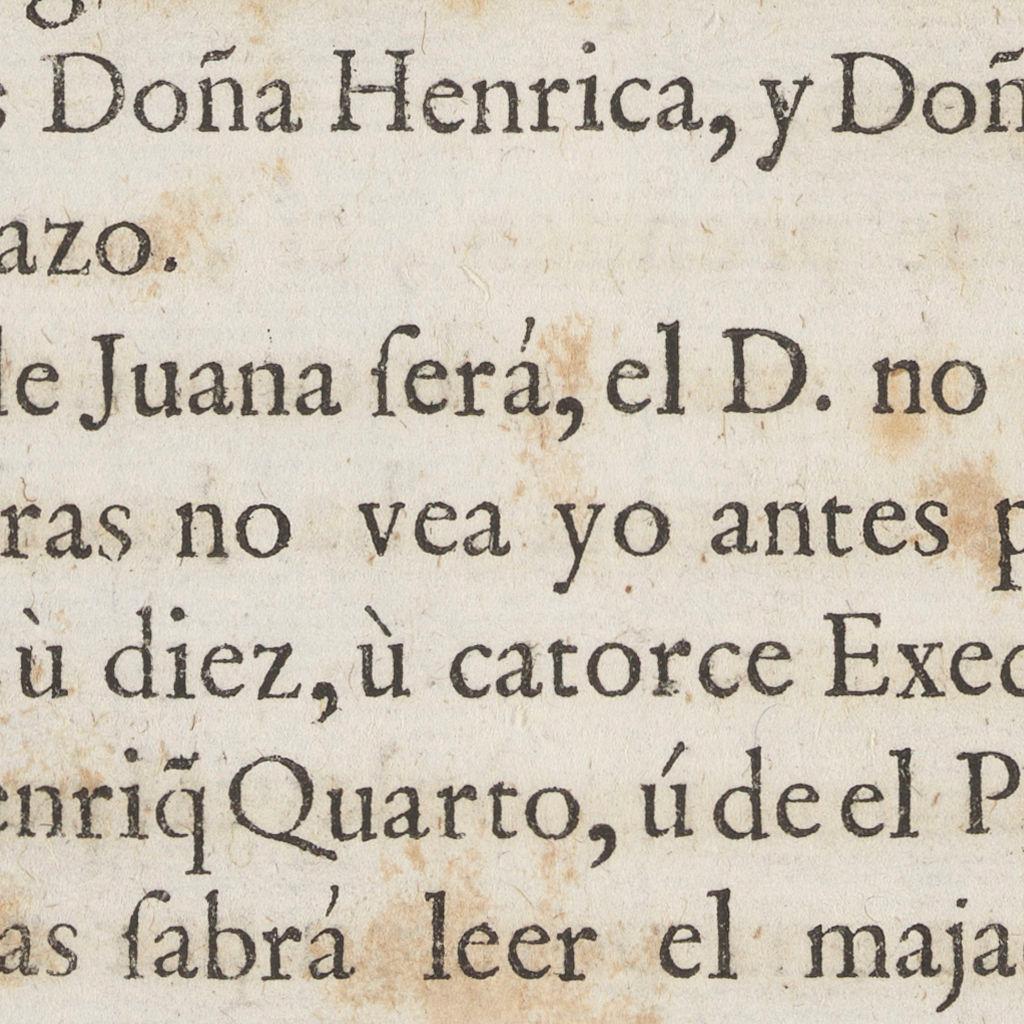 s Doña Henrica, y Doñ
azo.
le Juana ſerá, el D. no
ras no vea yo antes p
ù diez, ù catorce Exec
enriq̃ Quarto, ú de el P
as ſabrá leer el maja